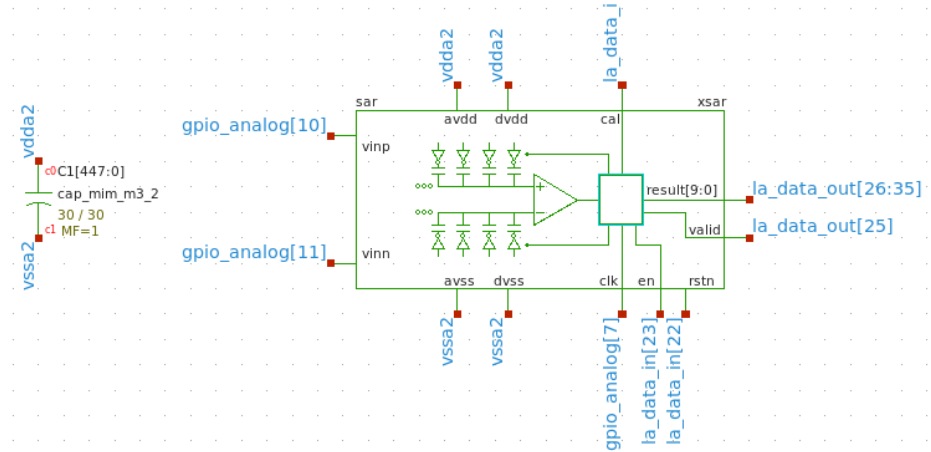 la_data_i
vdda2
vdda2
sar
xsar
avdd
dvdd
cal
vdda2
gpio_analog[10]
vinp
c0
C1[447:0]
cap_mim_m3_2
30 / 30
c1
MF=1
vssa2
result[9:0]
la_data_out[26:35]
la_data_out[25]
valid
gpio_analog[11]
vinn
avss
dvss
clk
en
rstn
vssa2
vssa2
gpio_analog[7]
la_data_in[23]
la_data_in[22]